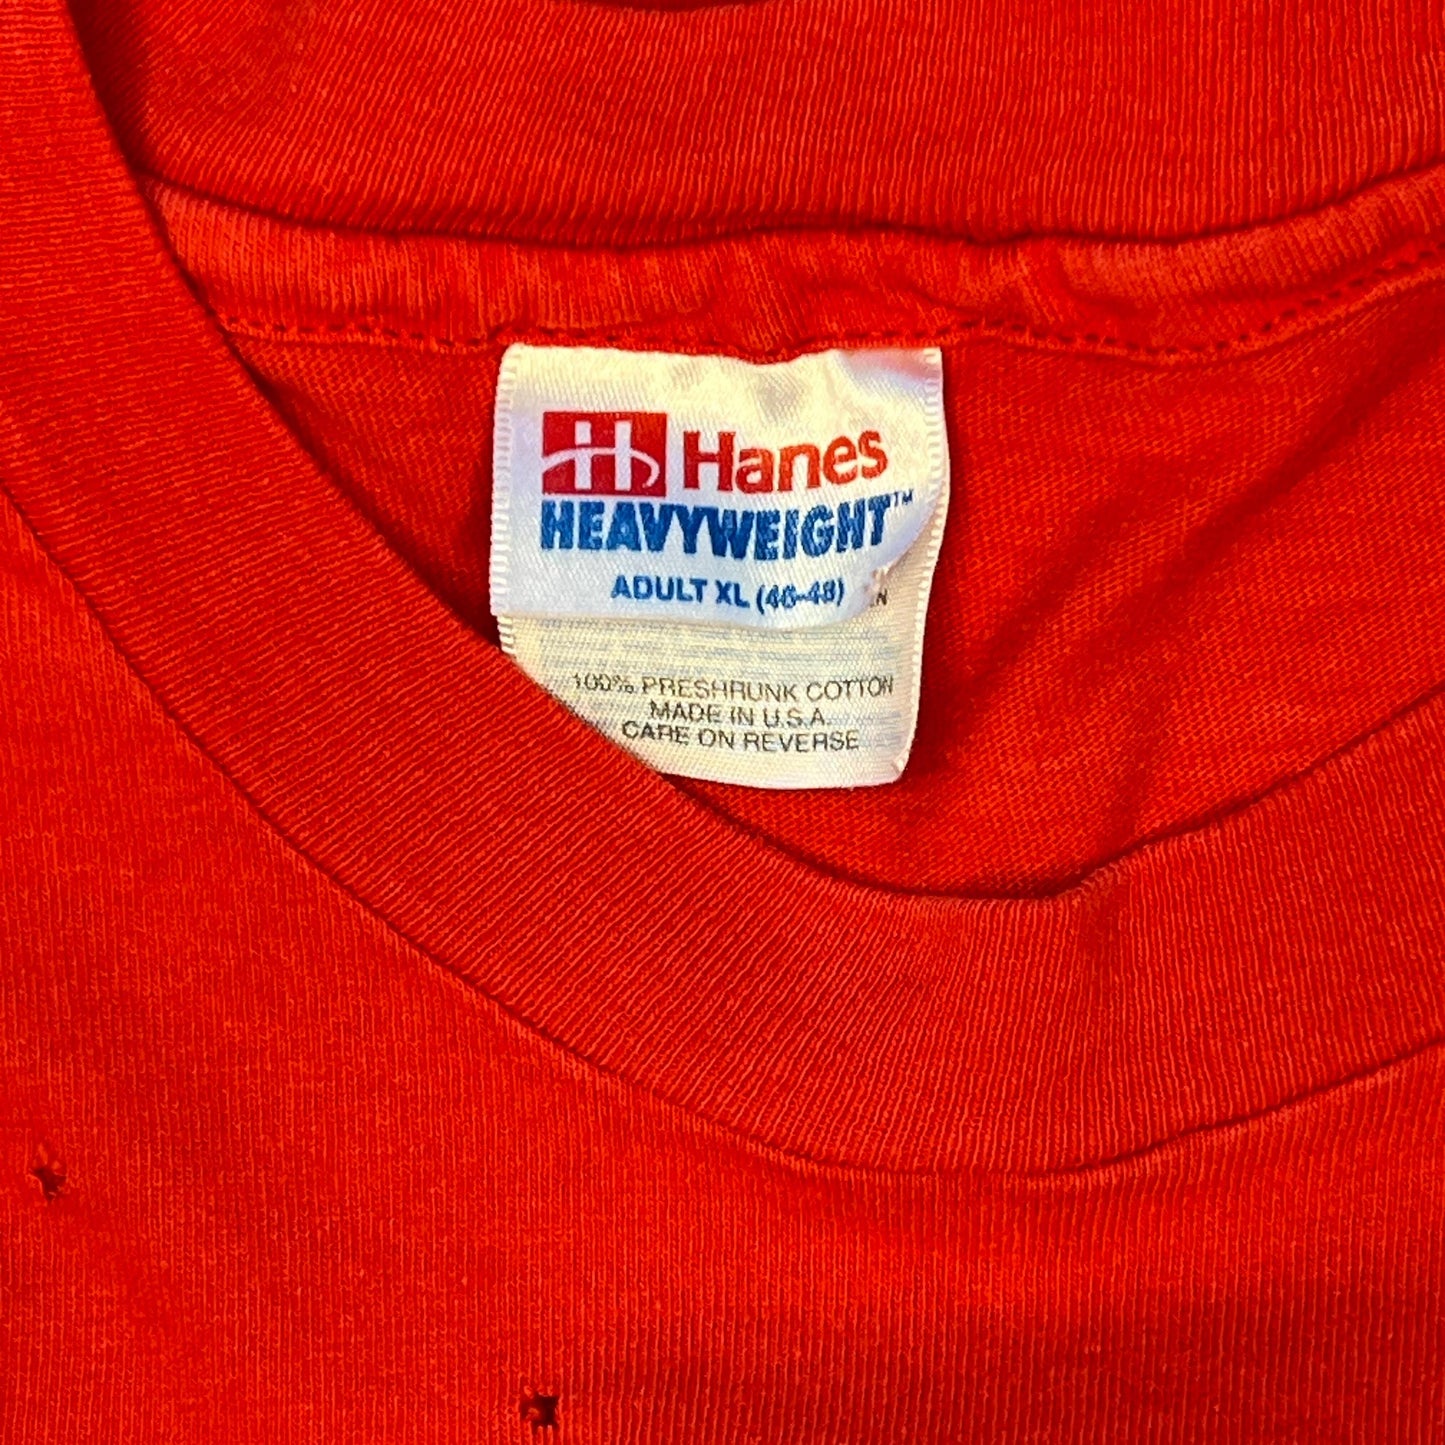 H Hanes
HEAVYWEIGHT™
ADULT XL (46-48)
100% PRESHRUNK COTTON
MADE IN U.S.A.
CARE ON REVERSE